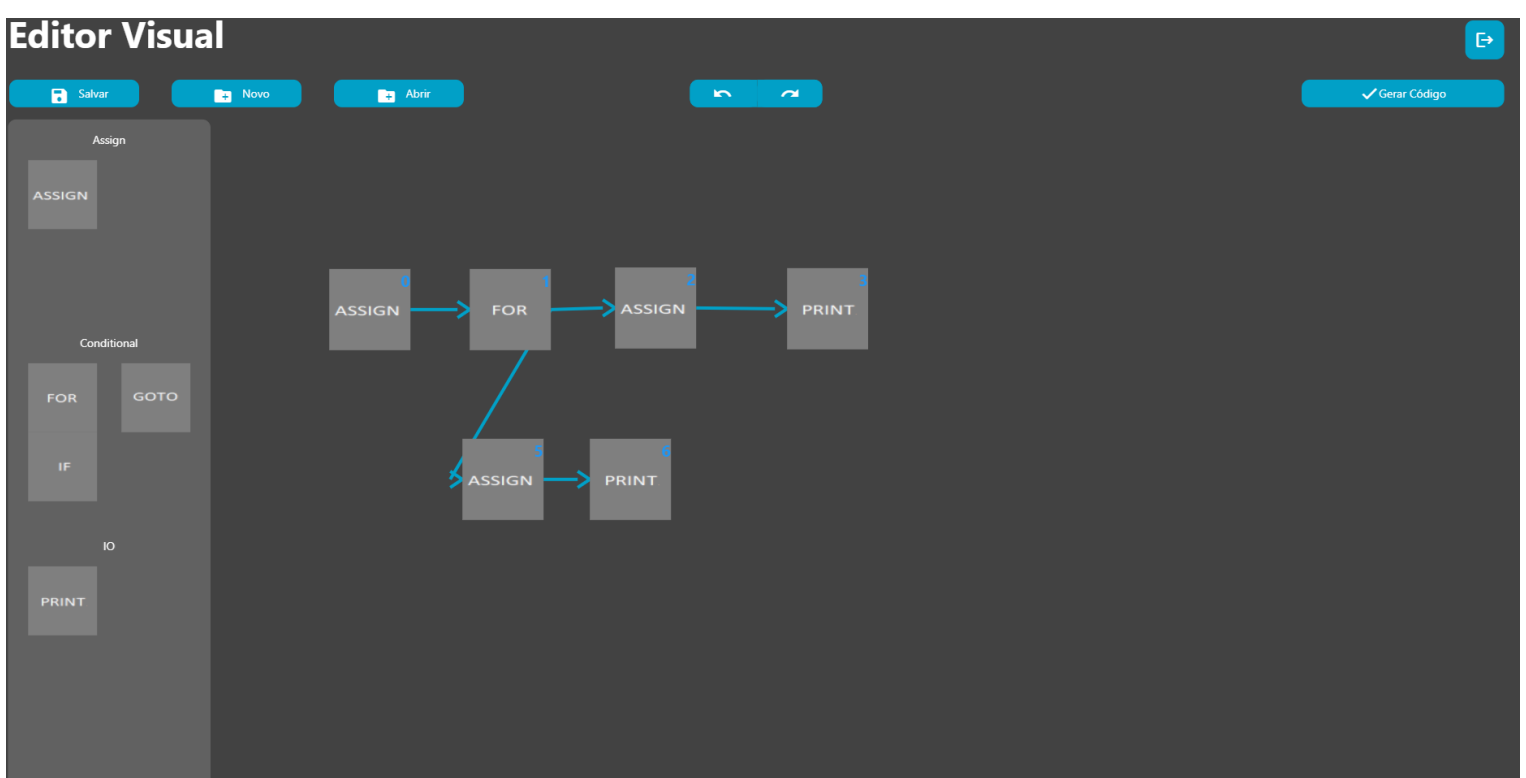 Editor Visual
Salvar
Novo
Abrir
Gerar Código
Assign
ASSIGN
Conditional
FOR
GOTO
IF
IO
PRINT
0
ASSIGN
1
FOR
2
ASSIGN
3
PRINT
5
ASSIGN
6
PRINT